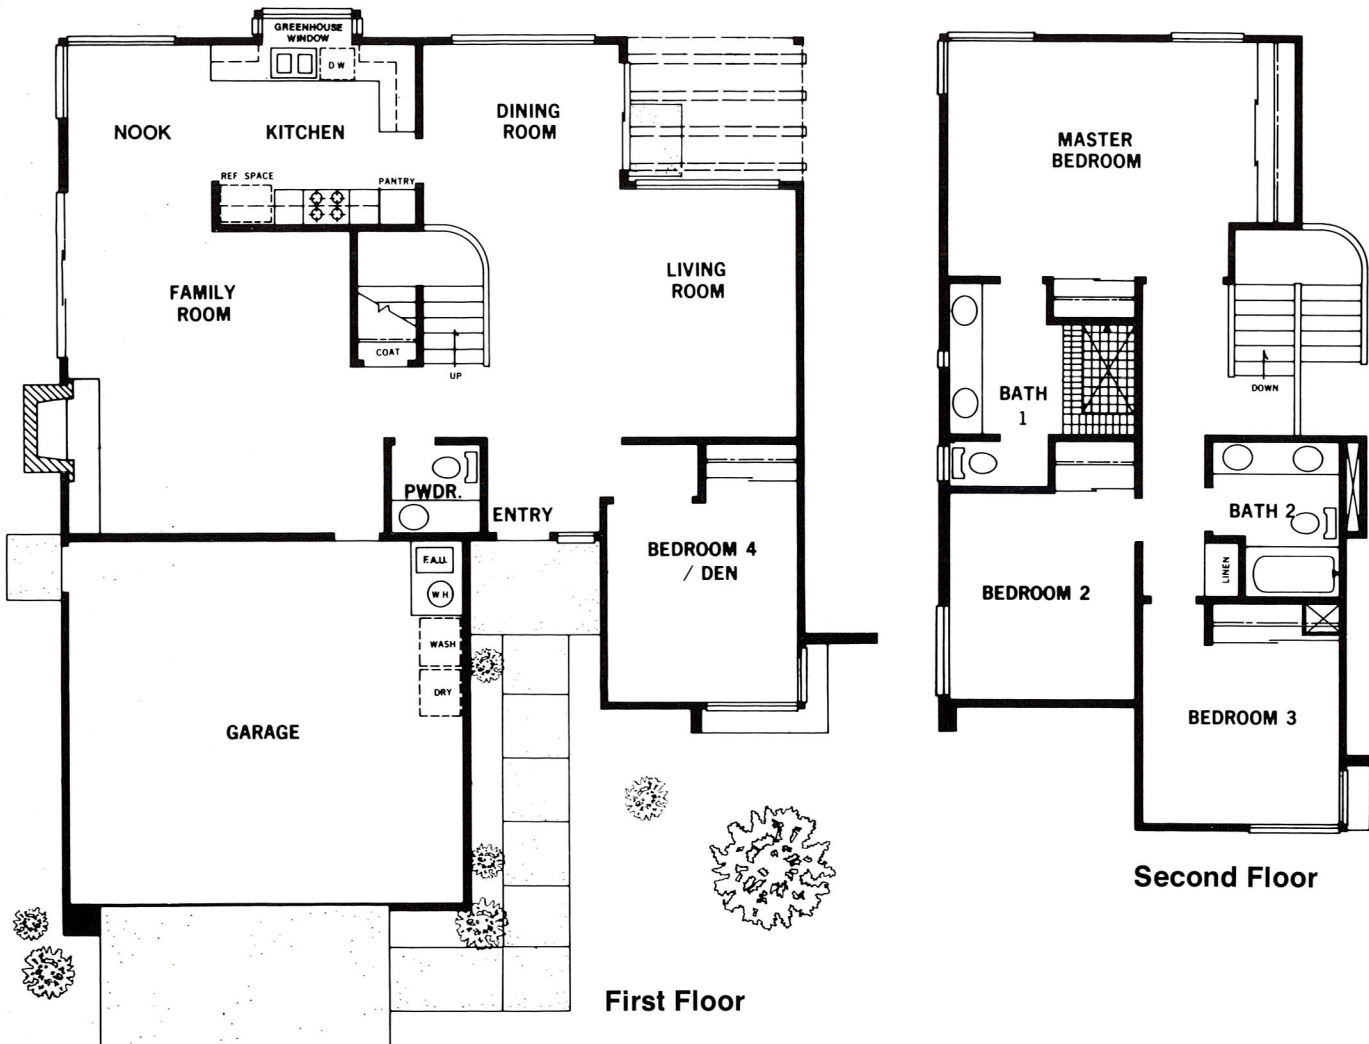 GREENHOUSE
WINDOW
D W
NOOK
KITCHEN
DINING
ROOM
REF SPACE
PANTRY
FAMILY
ROOM
LIVING
ROOM
COAT
UP
PWDR.
ENTRY
BEDROOM 4
/ DEN
F.A.U.
W H
WASH
DRY
GARAGE
First Floor
MASTER
BEDROOM
BATH
1
DOWN
BATH 2
LINEN
BEDROOM 2
BEDROOM 3
Second Floor